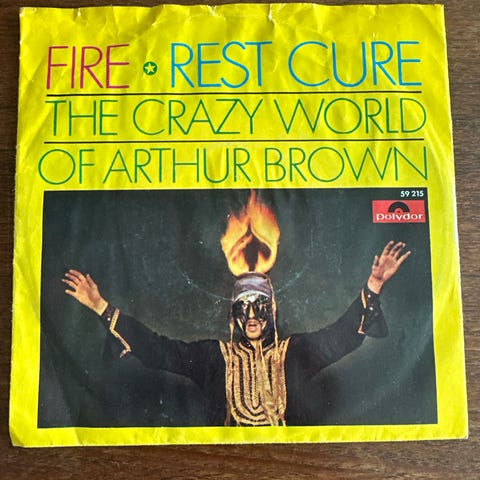 FIRE ✪ REST CURE
THE CRAZY WORLD
OF ARTHUR BROWN
59 215
Polydor